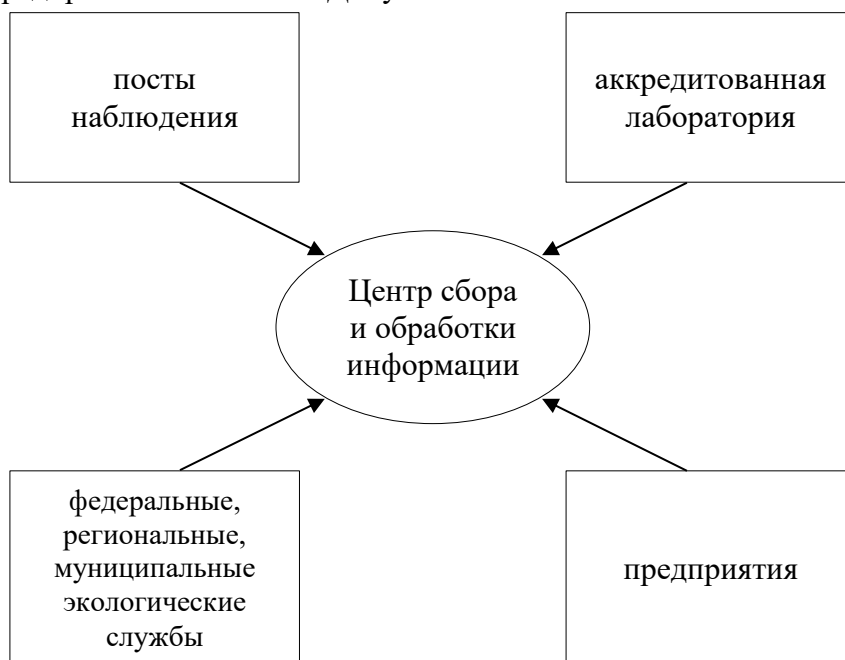 посты
наблюдения
аккредитованная
лаборатория
Центр сбора
и обработки
информации
федеральные,
региональные,
муниципальные
экологические
службы
предприятия